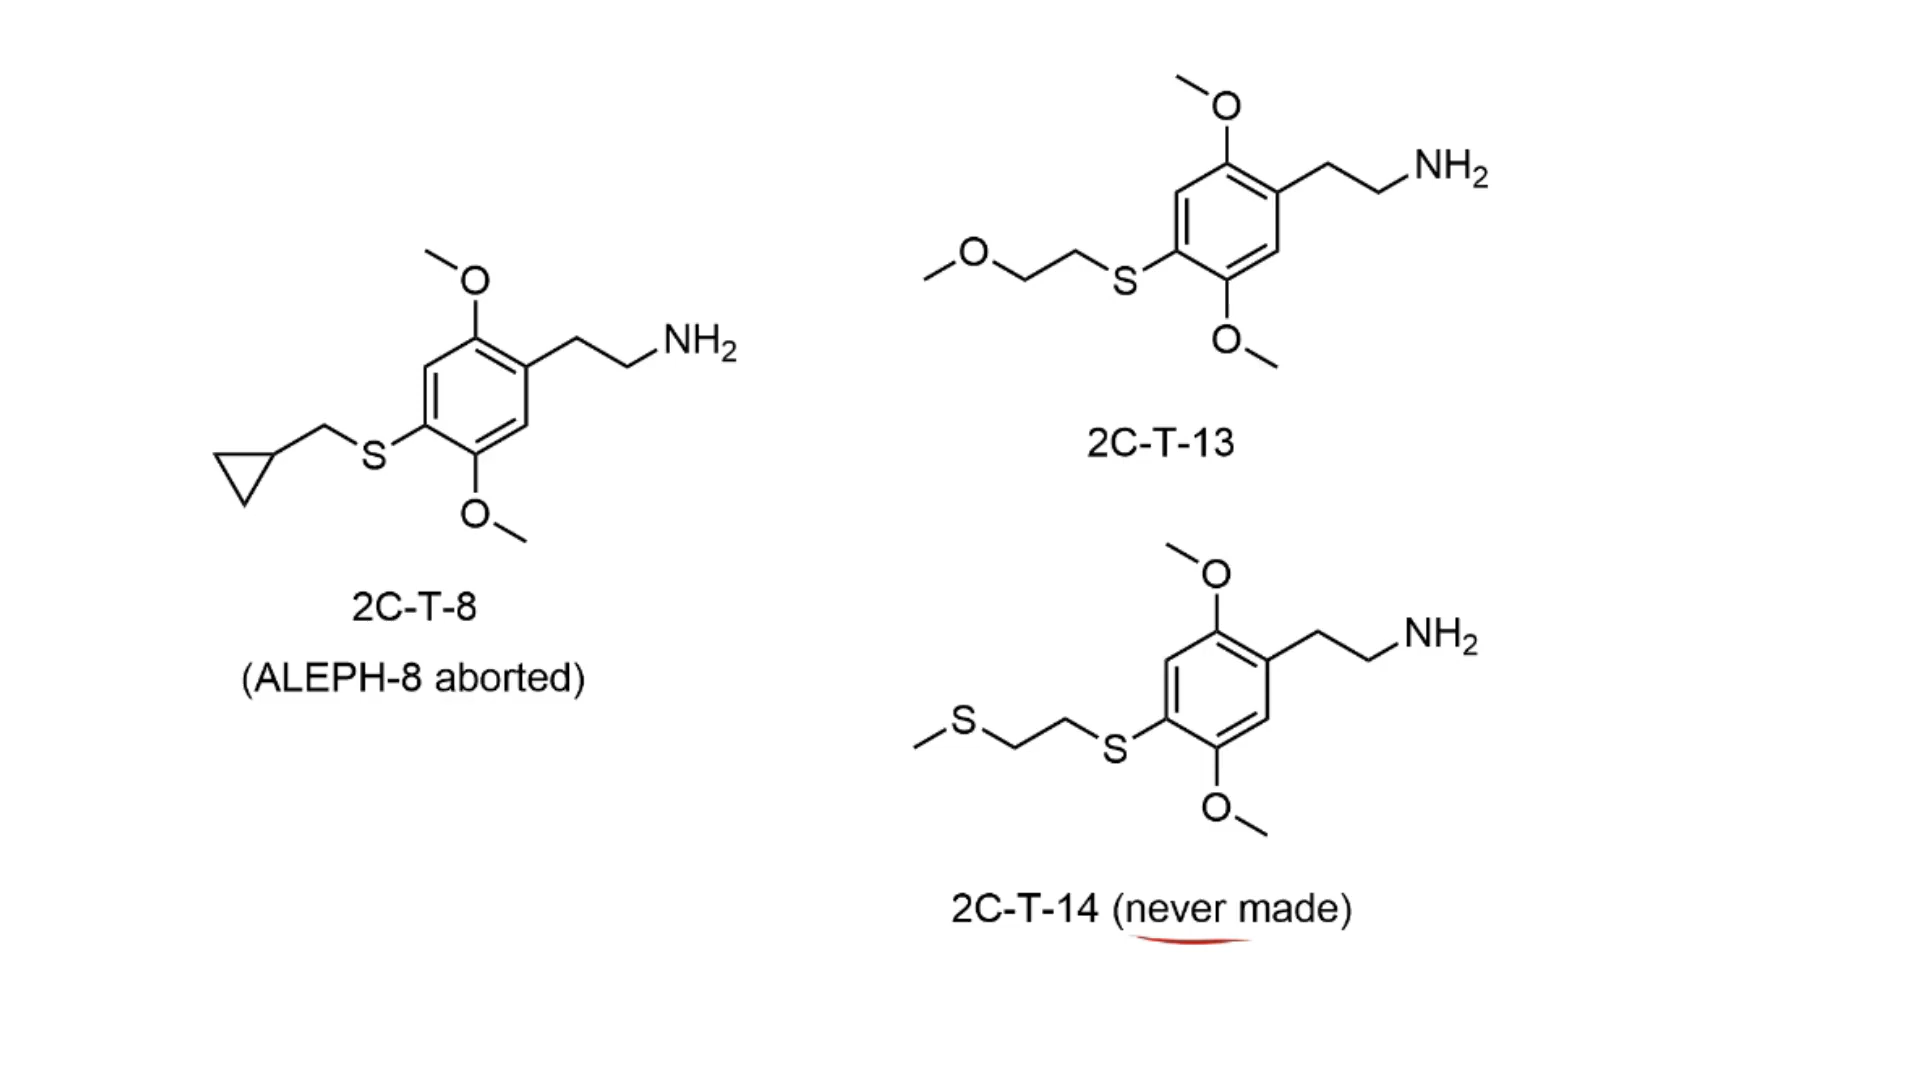 O
NH2
S
O
2C-T-8
(ALEPH-8 aborted)
O
NH2
O
S
O
2C-T-13
O
NH2
S
S
O
2C-T-14 (never made)